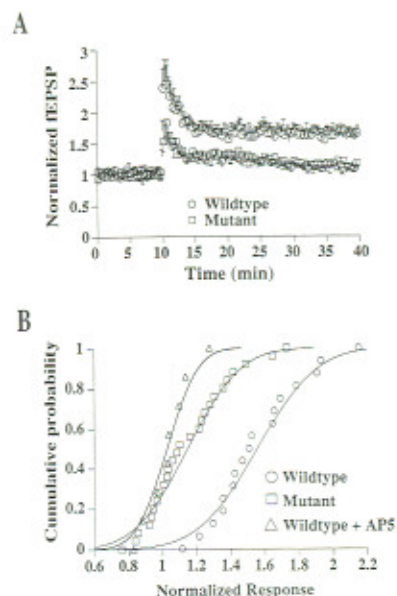 A
Normalized fEPSP
3
2.5
2
1.5
1
0.5
0
Wildtype
Mutant
0 5 10 15 20 25 30 35 40
Time (min)
B
Cumulative probability
1
0.8
0.6
0.4
0.2
0
Wildtype
Mutant
Wildtype + AP5
0.6 0.8 1 1.2 1.4 1.6 1.8 2 2.2
Normalized Response